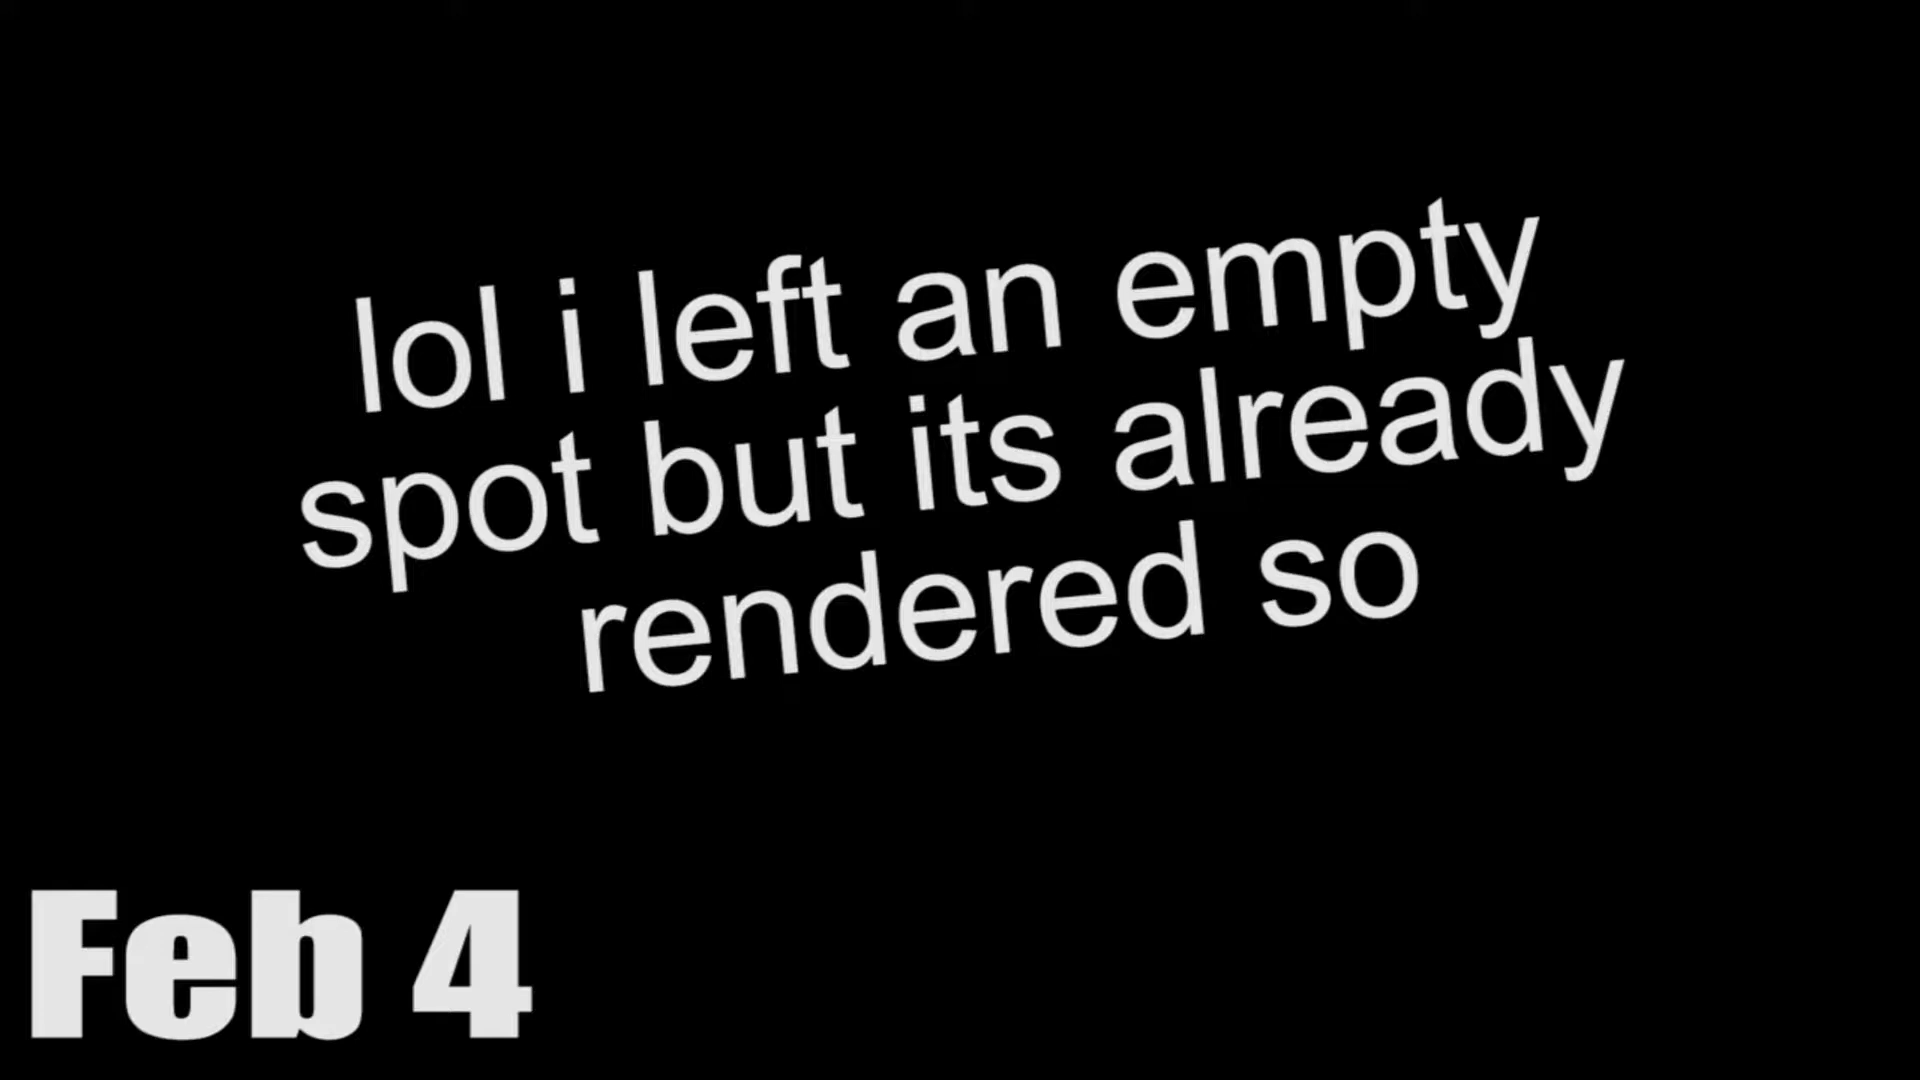 lol i left an empty
spot but its already
rendered so
Feb 4